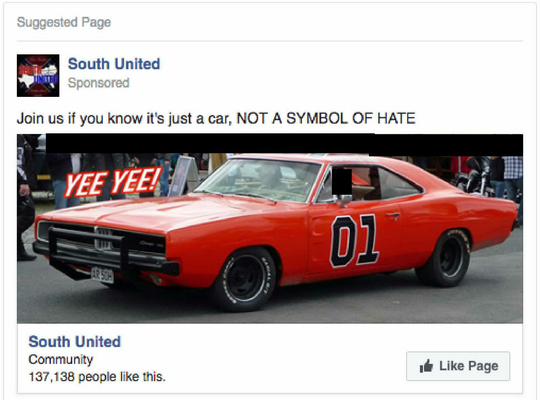 Suggested Page
South United
Sponsored
Join us if you know it's just a car, NOT A SYMBOL OF HATE
YEE YEE!
01
South United
Community
137,138 people like this.
Like Page